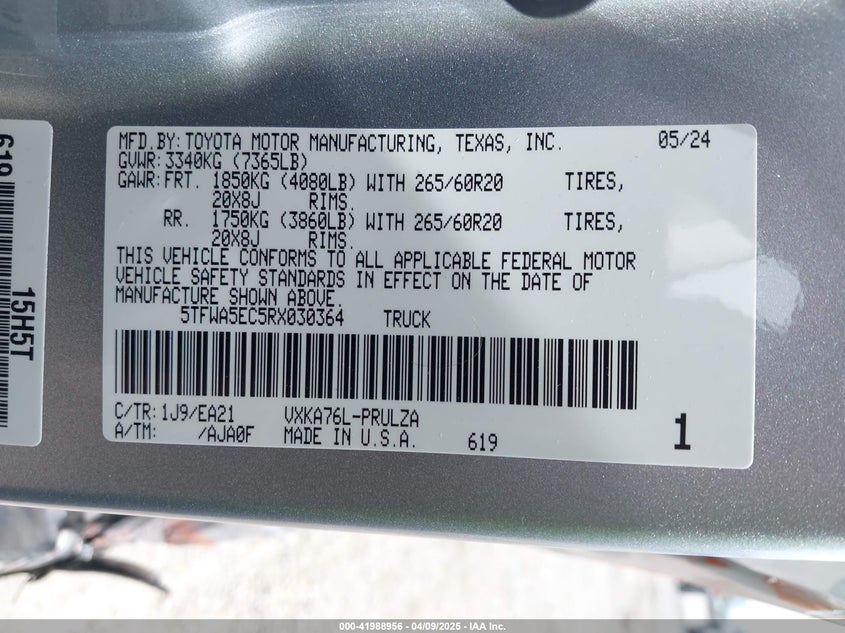 MFD.BY: TOYOTA MOTOR MANUFACTURING, TEXAS, INC. 05/24
GVWR: 3340KG (7365LB)
GAWR: FRT. 1850KG (4080LB) WITH 265/60R20 TIRES,
20X8J RIMS.
RR. 1750KG (3860LB) WITH 265/60R20 TIRES,
20X8J RIMS.
THIS VEHICLE CONFORMS TO ALL APPLICABLE FEDERAL MOTOR
VEHICLE SAFETY STANDARDS IN EFFECT ON THE DATE OF
MANUFACTURE SHOWN ABOVE.
5TFWA5EC5RX030364 TRUCK
C/TR: 1J9/EA21 VXKA76L-PRULZA
A/TM: /AJA0F MADE IN U.S.A. 619 1
619
15H5T
000-41988956 - 04/09/2025 - IAA Inc.